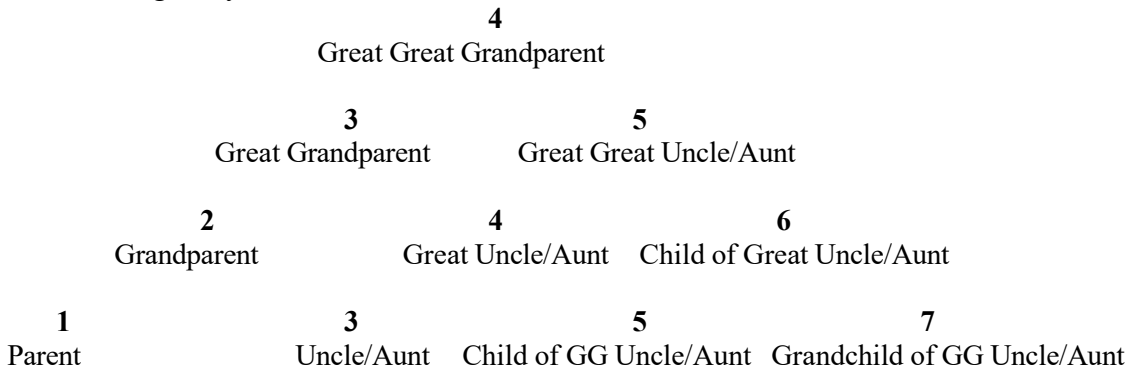 4
Great Great Grandparent
3 5
Great Grandparent Great Great Uncle/Aunt
2 4 6
Grandparent Great Uncle/Aunt Child of Great Uncle/Aunt
1 3 5 7
Parent Uncle/Aunt Child of GG Uncle/Aunt Grandchild of GG Uncle/Aunt